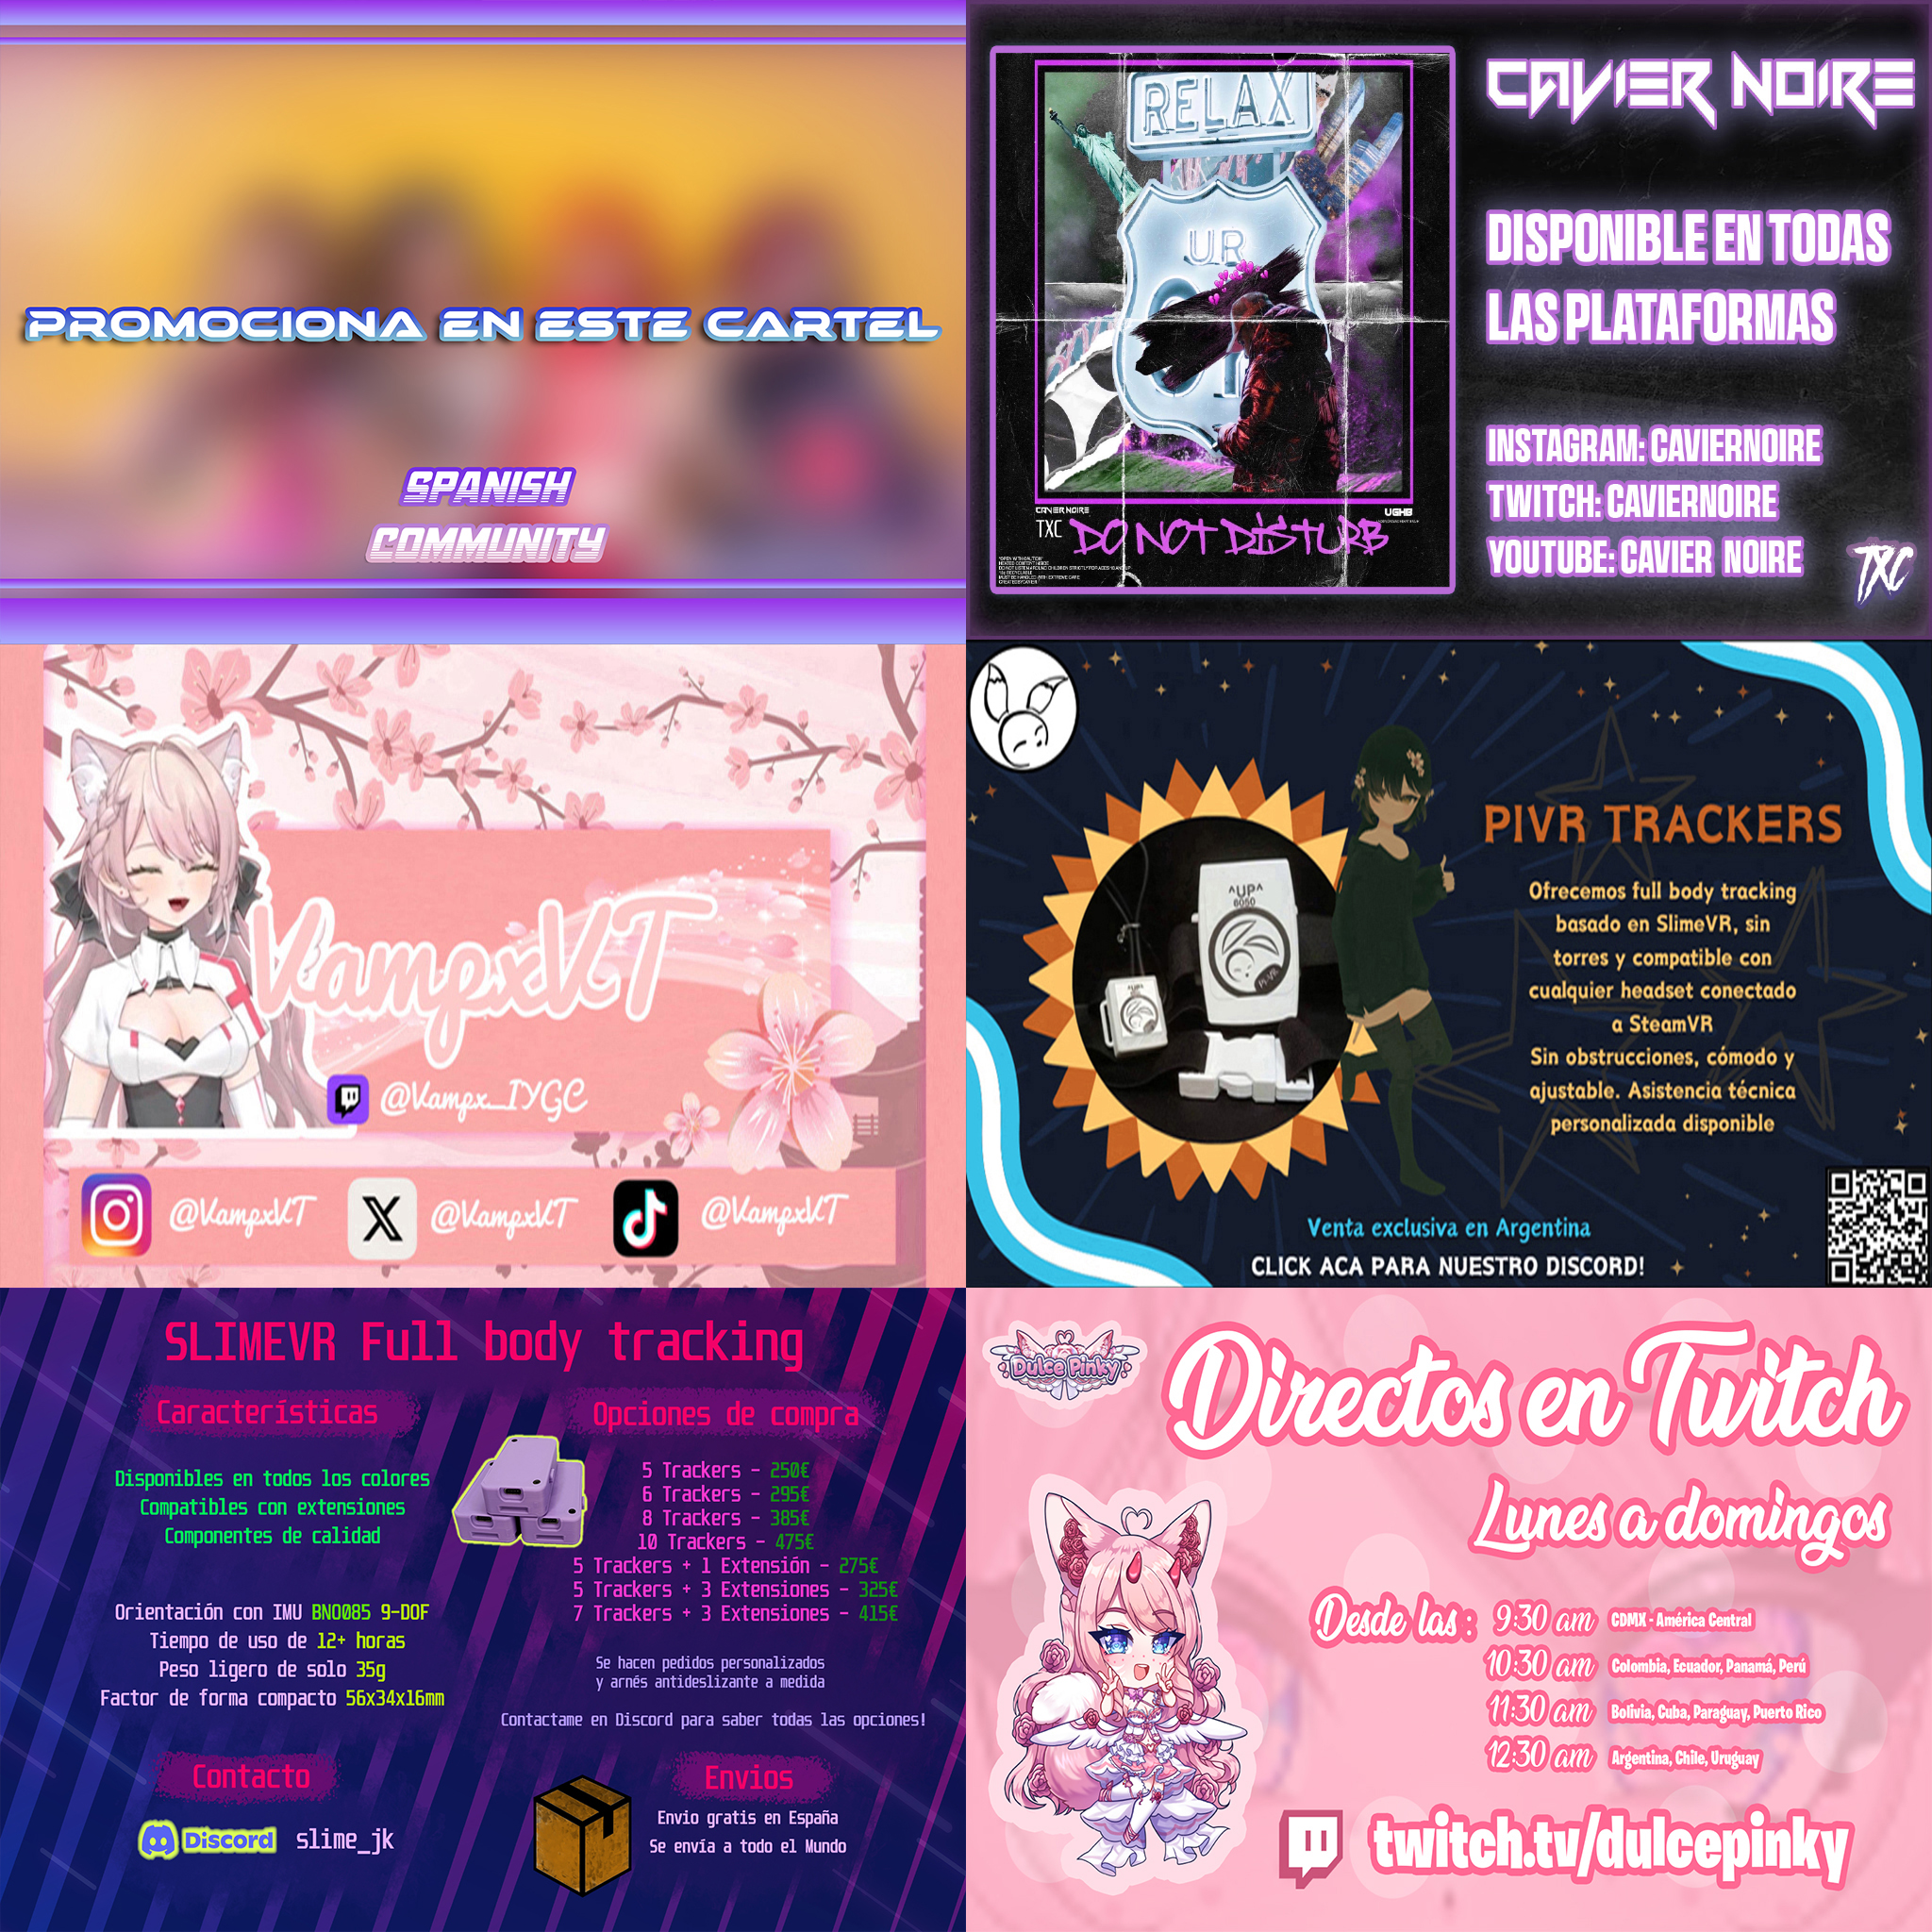 PROMOCIONA EN ESTE CARTEL
SPANISH
COMMUNITY
CAVIER NOIRE
DISPONIBLE EN TODAS
LAS PLATAFORMAS
INSTAGRAM: CAVIERNOIRE
TWITCH: CAVIERNOIRE
YOUTUBE: CAVIER NOIRE
TXC
RELAX
UR
CAVIER NOIRE
UGHB
TXC DO NOT DISTURB
VampxVT
@Vampx_IYGC
@VampxVT
@VampxVT
@VampxVT
PIVR TRACKERS
^UP^
6050
PI-VR
Ofrecemos full body tracking
basado en SlimeVR, sin
torres y compatible con
cualquier headset conectado
a SteamVR
Sin obstrucciones, cómodo y
ajustable. Asistencia técnica
personalizada disponible
Venta exclusiva en Argentina
CLICK ACA PARA NUESTRO DISCORD!
SLIMEVR Full body tracking
Características
Disponibles en todos los colores
Compatibles con extensiones
Componentes de calidad
Orientación con IMU BNO085 9-DOF
Tiempo de uso de 12+ horas
Peso ligero de solo 35g
Factor de forma compacto 56x34x16mm
Opciones de compra
5 Trackers - 250€
6 Trackers - 295€
8 Trackers - 385€
10 Trackers - 475€
5 Trackers + 1 Extensión - 275€
5 Trackers + 3 Extensiones - 325€
7 Trackers + 3 Extensiones - 415€
Se hacen pedidos personalizados
y arnés antideslizante a medida
Contactame en Discord para saber todas las opciones!
Contacto
Discord slime_jk
Envios
Envio gratis en España
Se envía a todo el Mundo
Dulce Pinky
Directos en Twitch
Lunes a domingos
Desde las: 9:30 am CDMX - América Central
10:30 am Colombia, Ecuador, Panamá, Perú
11:30 am Bolivia, Cuba, Paraguay, Puerto Rico
12:30 am Argentina, Chile, Uruguay
twitch.tv/dulcepinky